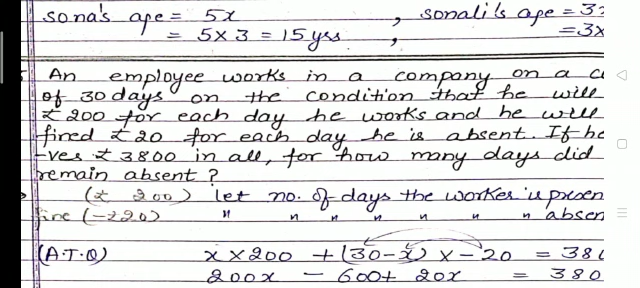 sona's age = 5x , sonali's age = 3
= 5x3 = 15 yrs , = 3x
An employee works in a company on a
of 30 days on the condition that he will
₹ 200 for each day he works and he will
fired ₹ 20 for each day he is absent. If he
-ves ₹ 3800 in all, for how many days did
remain absent ?
(₹ 200) let no. of days the worker is presen
fine (-₹20) " " " " " " " absen
(A.T.Q) x x 200 + (30-x) x - 20 = 380
200x - 600 + 20x = 380